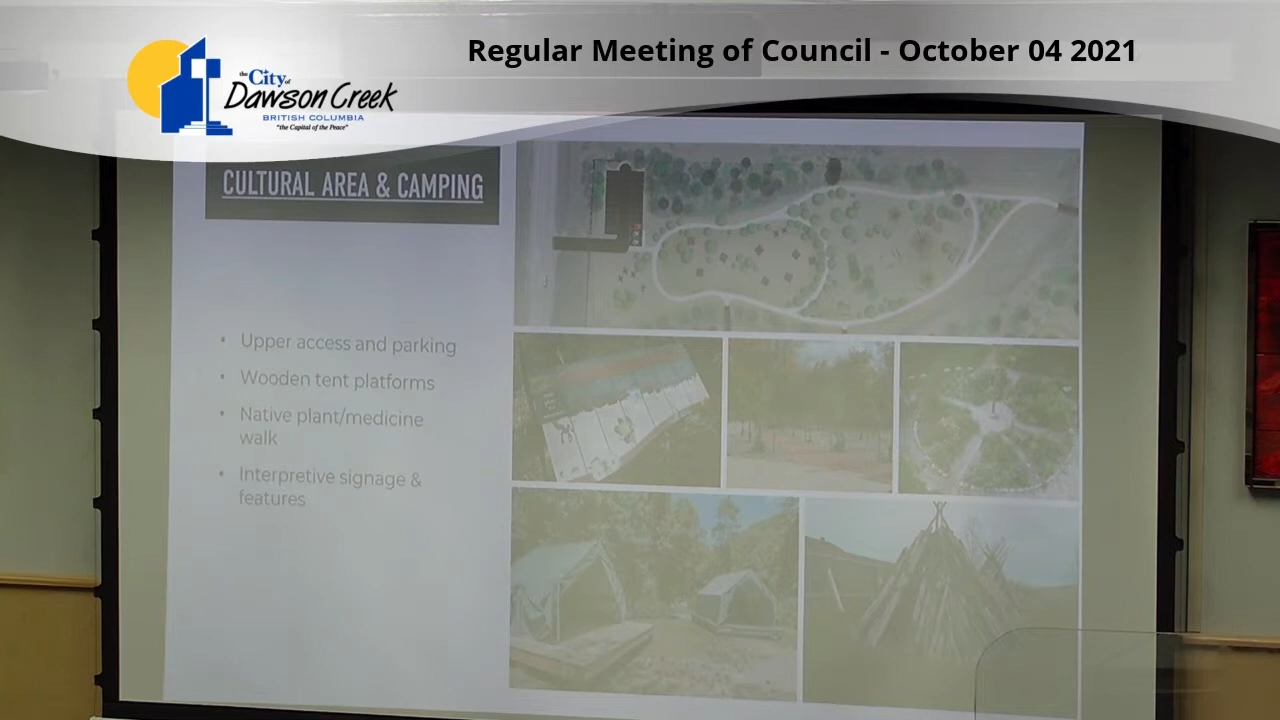 Regular Meeting of Council - October 04 2021
the City of
Dawson Creek
BRITISH COLUMBIA
"the Capital of the Peace"
CULTURAL AREA & CAMPING
• Upper access and parking
• Wooden tent platforms
• Native plant/medicine
walk
• Interpretive signage &
features